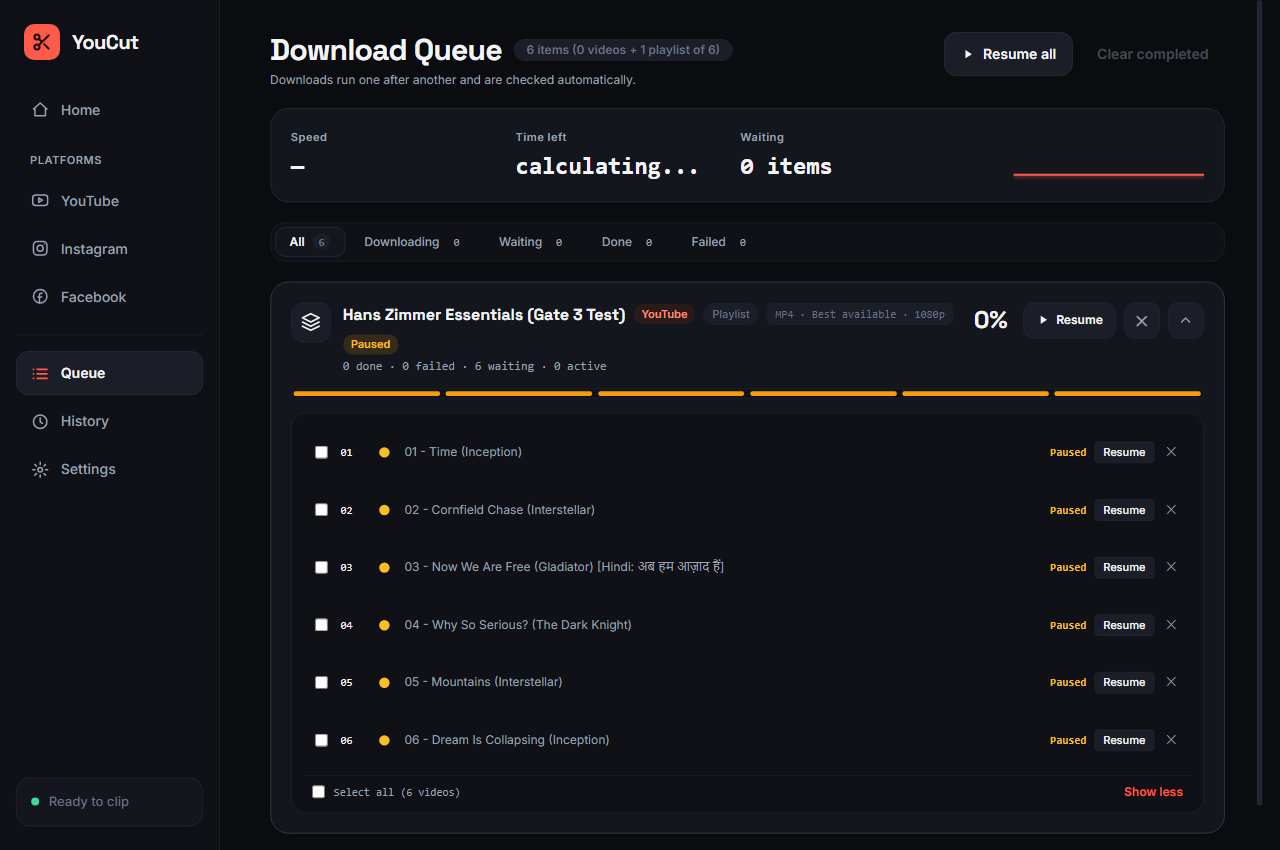 YouCut
Home
PLATFORMS
YouTube
Instagram
Facebook
Queue
History
Settings
Ready to clip
Download Queue 6 items (0 videos + 1 playlist of 6)
Downloads run one after another and are checked automatically.
Resume all Clear completed
Speed Time left Waiting
— calculating... 0 items
All 6 Downloading 0 Waiting 0 Done 0 Failed 0
Hans Zimmer Essentials (Gate 3 Test) YouTube Playlist MP4 · Best available · 1080p 0% Resume
Paused
0 done · 0 failed · 6 waiting · 0 active
01 01 - Time (Inception) Paused Resume
02 02 - Cornfield Chase (Interstellar) Paused Resume
03 03 - Now We Are Free (Gladiator) [Hindi: अब हम आज़ाद हैं] Paused Resume
04 04 - Why So Serious? (The Dark Knight) Paused Resume
05 05 - Mountains (Interstellar) Paused Resume
06 06 - Dream Is Collapsing (Inception) Paused Resume
Select all (6 videos) Show less